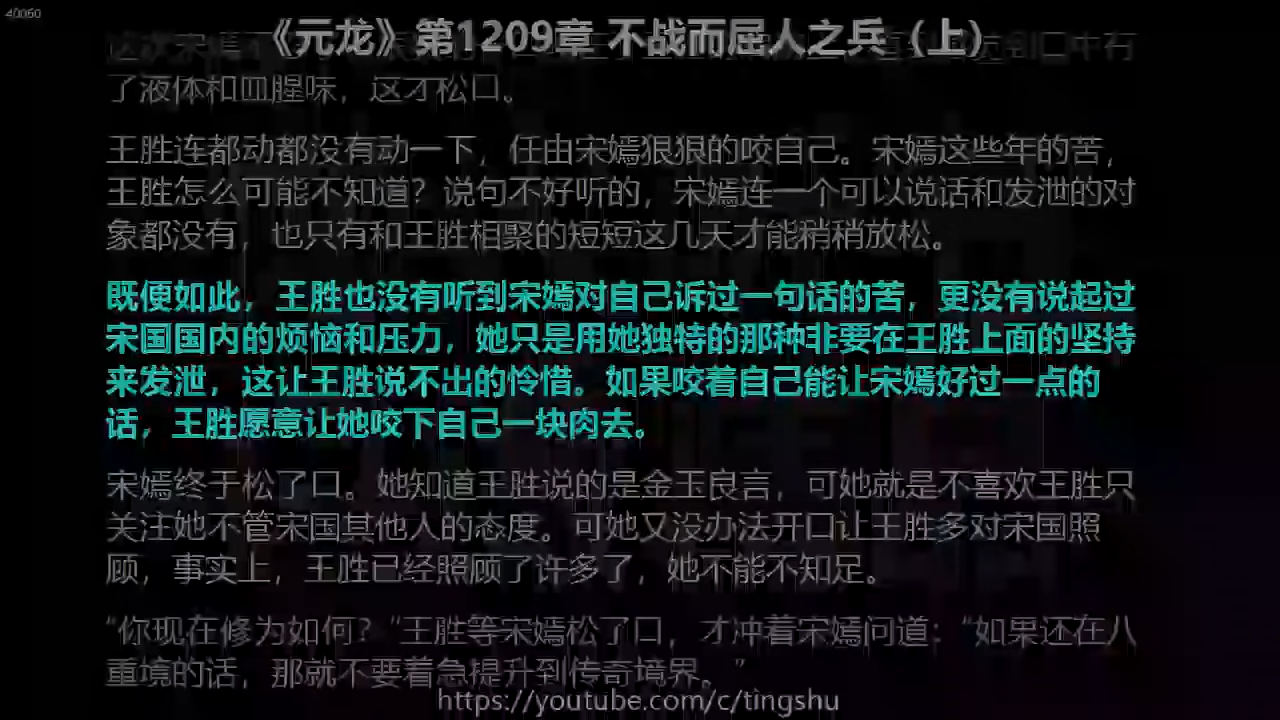 40060
《元龙》第1209章 不战而屈人之兵（上）
了液体和血腥味，这才松口。
王胜连都动都没有动一下，任由宋嫣狠狠的咬自己。宋嫣这些年的苦，
王胜怎么可能不知道？说句不好听的，宋嫣连一个可以说话和发泄的对
象都没有，也只有和王胜相聚的短短这几天才能稍稍放松。
既便如此，王胜也没有听到宋嫣对自己诉过一句话的苦，更没有说起过
宋国国内的烦恼和压力，她只是用她独特的那种非要在王胜上面的坚持
来发泄，这让王胜说不出的怜惜。如果咬着自己能让宋嫣好过一点的
话，王胜愿意让她咬下自己一块肉去。
宋嫣终于松了口。她知道王胜说的是金玉良言，可她就是不喜欢王胜只
关注她不管宋国其他人的态度。可她又没办法开口让王胜多对宋国照
顾，事实上，王胜已经照顾了许多了，她不能不知足。
“你现在修为如何？”王胜等宋嫣松了口，才冲着宋嫣问道：“如果还在八
重境的话，那就不要着急提升到传奇境界。”
https://youtube.com/c/tingshu